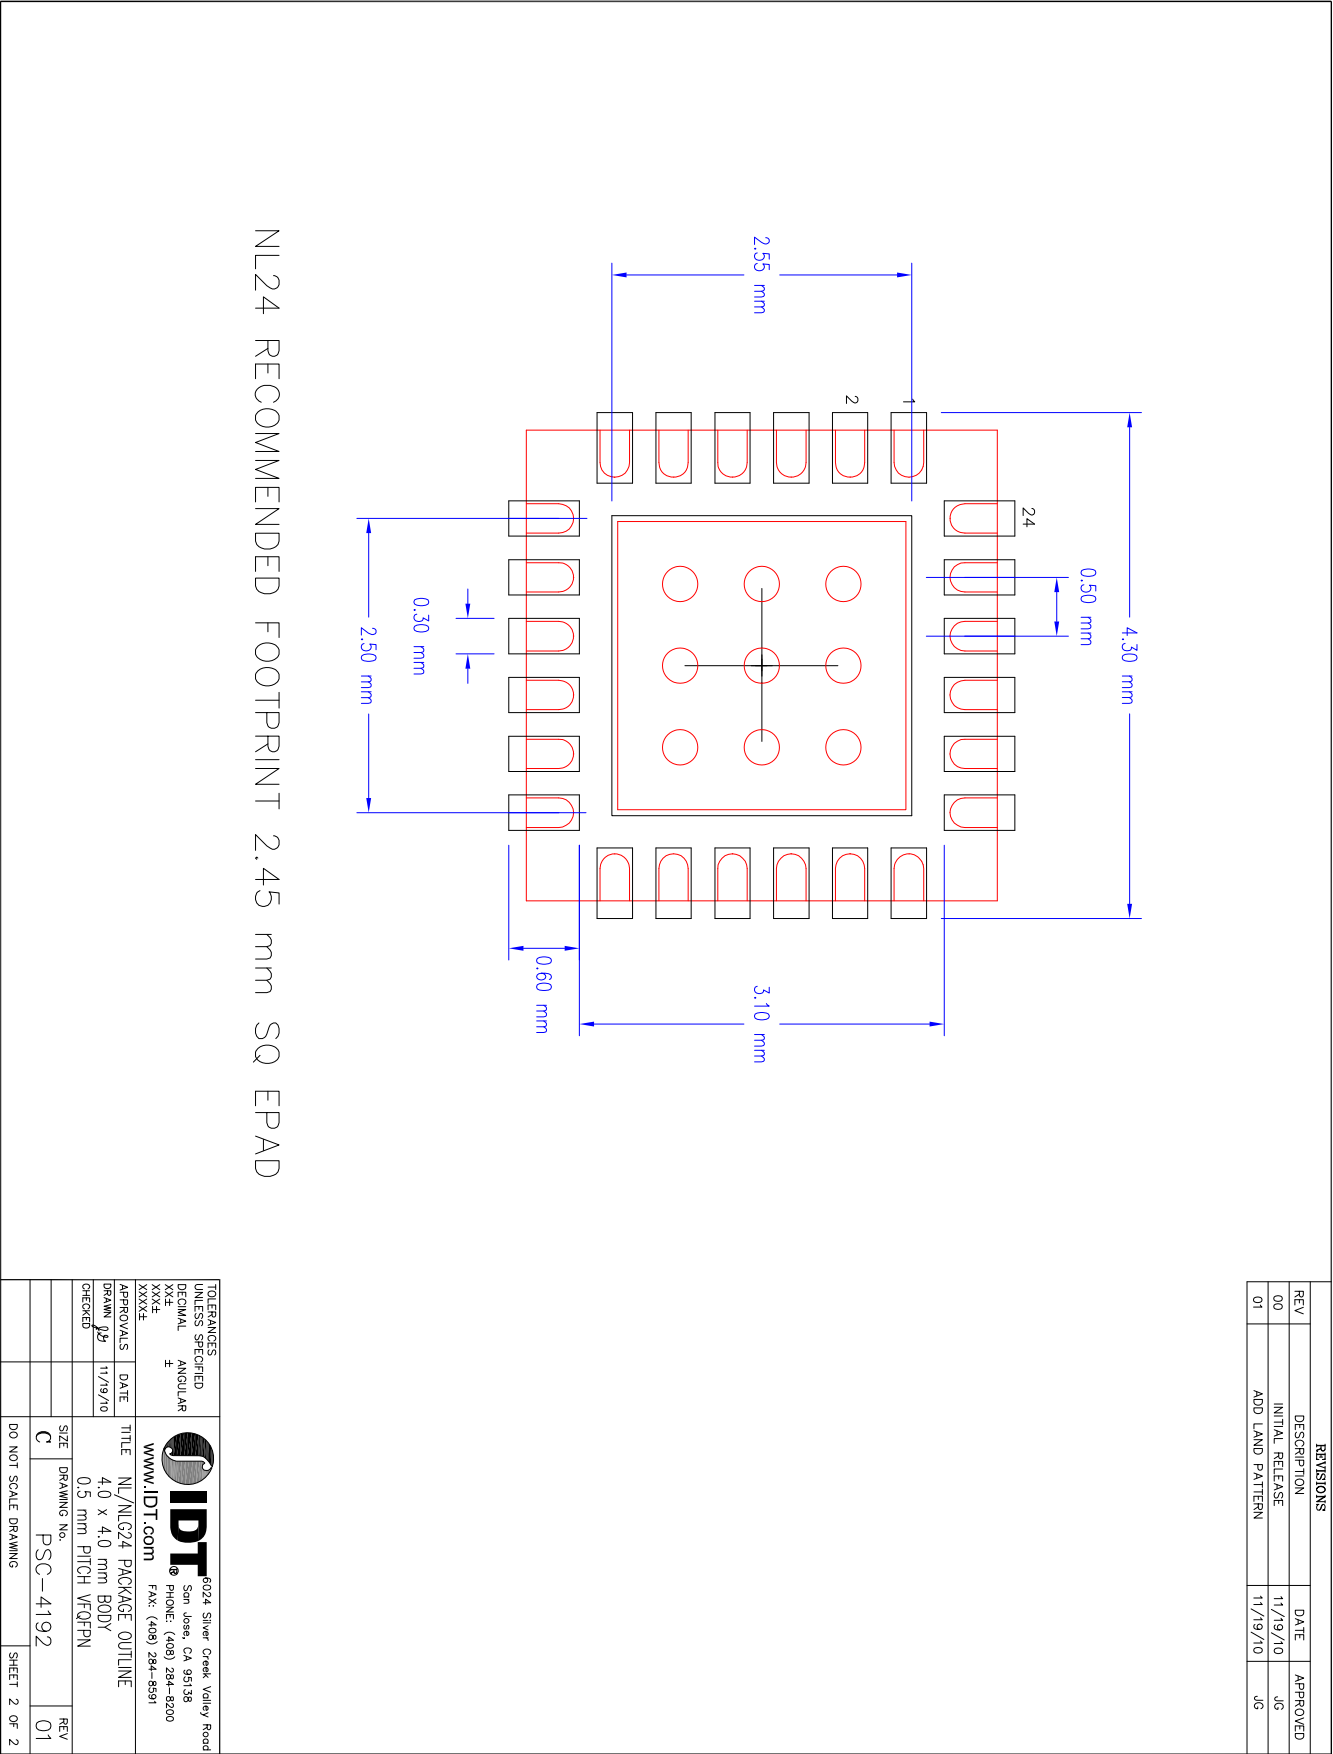 REVISIONS
REV DESCRIPTION DATE APPROVED
00 INITIAL RELEASE 11/19/10 JG
01 ADD LAND PATTERN 11/19/10 JG
4.30 mm
0.50 mm
24
1
2
2.55 mm
3.10 mm
0.60 mm
0.30 mm
2.50 mm
NL24 RECOMMENDED FOOTPRINT 2.45 mm SQ EPAD
TOLERANCES
UNLESS SPECIFIED
DECIMAL ANGULAR
XX± ±
XXX±
XXXX±
IDT®
www.IDT.com
6024 Silver Creek Valley Road
San Jose, CA 95138
PHONE: (408) 284-8200
FAX: (408) 284-8591
APPROVALS DATE
DRAWN 11/19/10
CHECKED
TITLE NL/NLG24 PACKAGE OUTLINE
4.0 x 4.0 mm BODY
0.5 mm PITCH VFQFPN
SIZE DRAWING No. REV
C PSC-4192 01
DO NOT SCALE DRAWING SHEET 2 OF 2